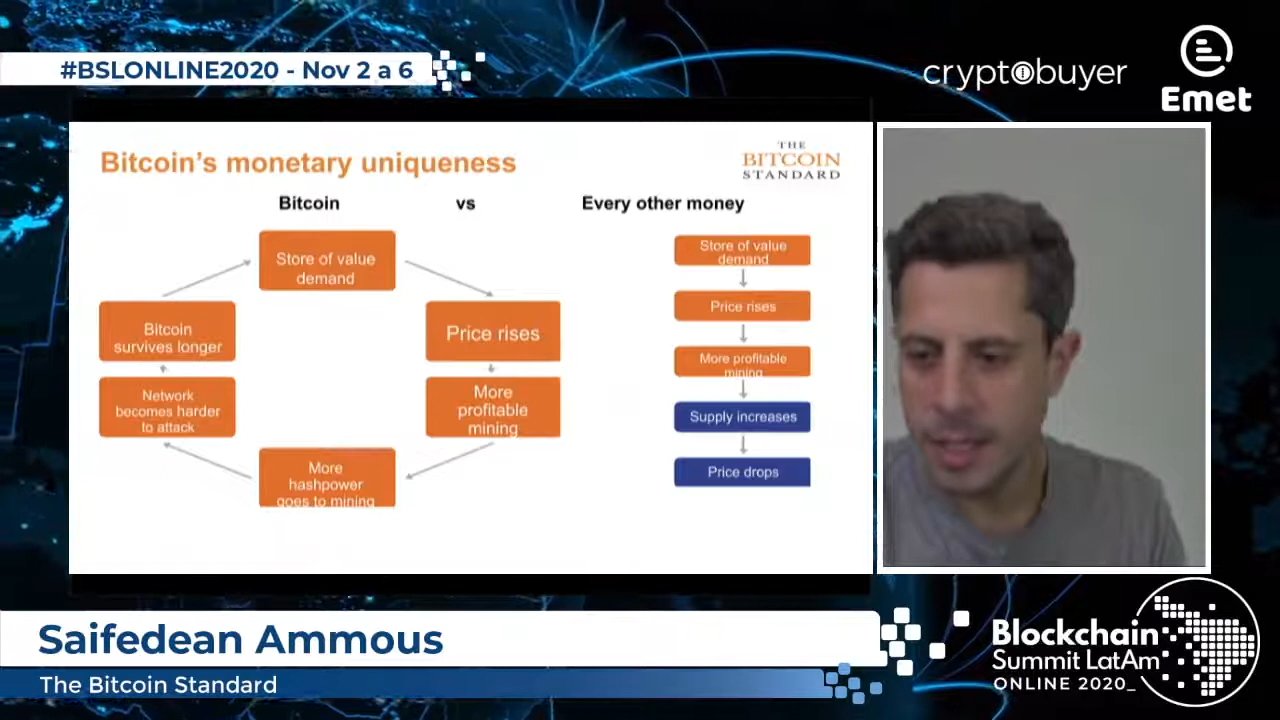 #BSLONLINE2020 - Nov 2 a 6
cryptobuyer
Emet
Bitcoin's monetary uniqueness
THE
BITCOIN
STANDARD
Bitcoin vs Every other money
Store of value
demand
Price rises
More
profitable
mining
More
hashpower
goes to mining
Network
becomes harder
to attack
Bitcoin
survives longer
Store of value
demand
Price rises
More profitable
mining
Supply increases
Price drops
Saifedean Ammous
The Bitcoin Standard
Blockchain
Summit LatAm
ONLINE 2020_